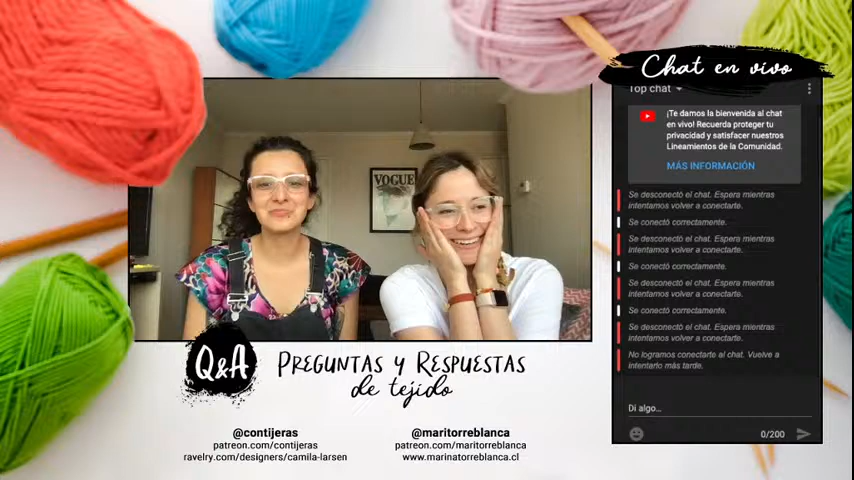 Chat en vivo
Top chat
¡Te damos la bienvenida al chat
en vivo! Recuerda proteger tu
privacidad y satisfacer nuestros
Lineamientos de la Comunidad.
MÁS INFORMACIÓN
Se desconectó el chat. Espera mientras
intentamos volver a conectarte.
Se conectó correctamente.
Se desconectó el chat. Espera mientras
intentamos volver a conectarte.
Se conectó correctamente.
Se desconectó el chat. Espera mientras
intentamos volver a conectarte.
Se conectó correctamente.
Se desconectó el chat. Espera mientras
intentamos volver a conectarte.
No logramos conectarte al chat. Vuelve a
intentarlo más tarde.
Di algo...
0/200
VOGUE
Q&A
Preguntas y Respuestas
de tejido
@contijeras
patreon.com/contijeras
ravelry.com/designers/camila-larsen
@maritorreblanca
patreon.com/maritorreblanca
www.marinatorreblanca.cl